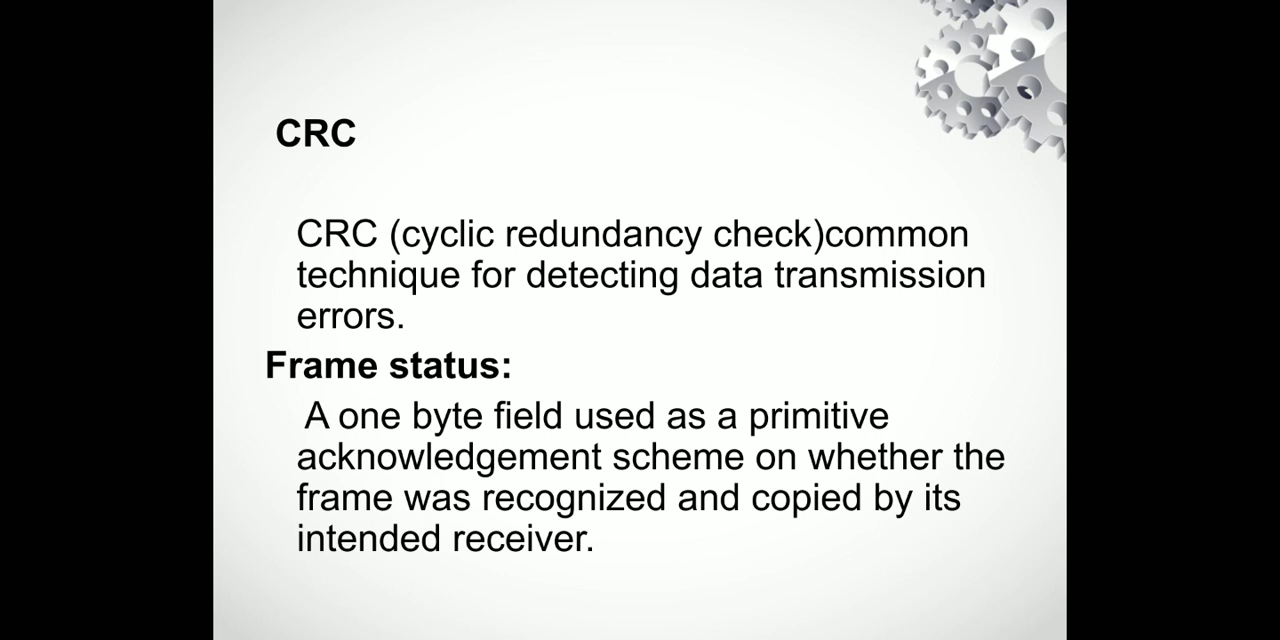 CRC
CRC (cyclic redundancy check)common
technique for detecting data transmission
errors.
Frame status:
A one byte field used as a primitive
acknowledgement scheme on whether the
frame was recognized and copied by its
intended receiver.